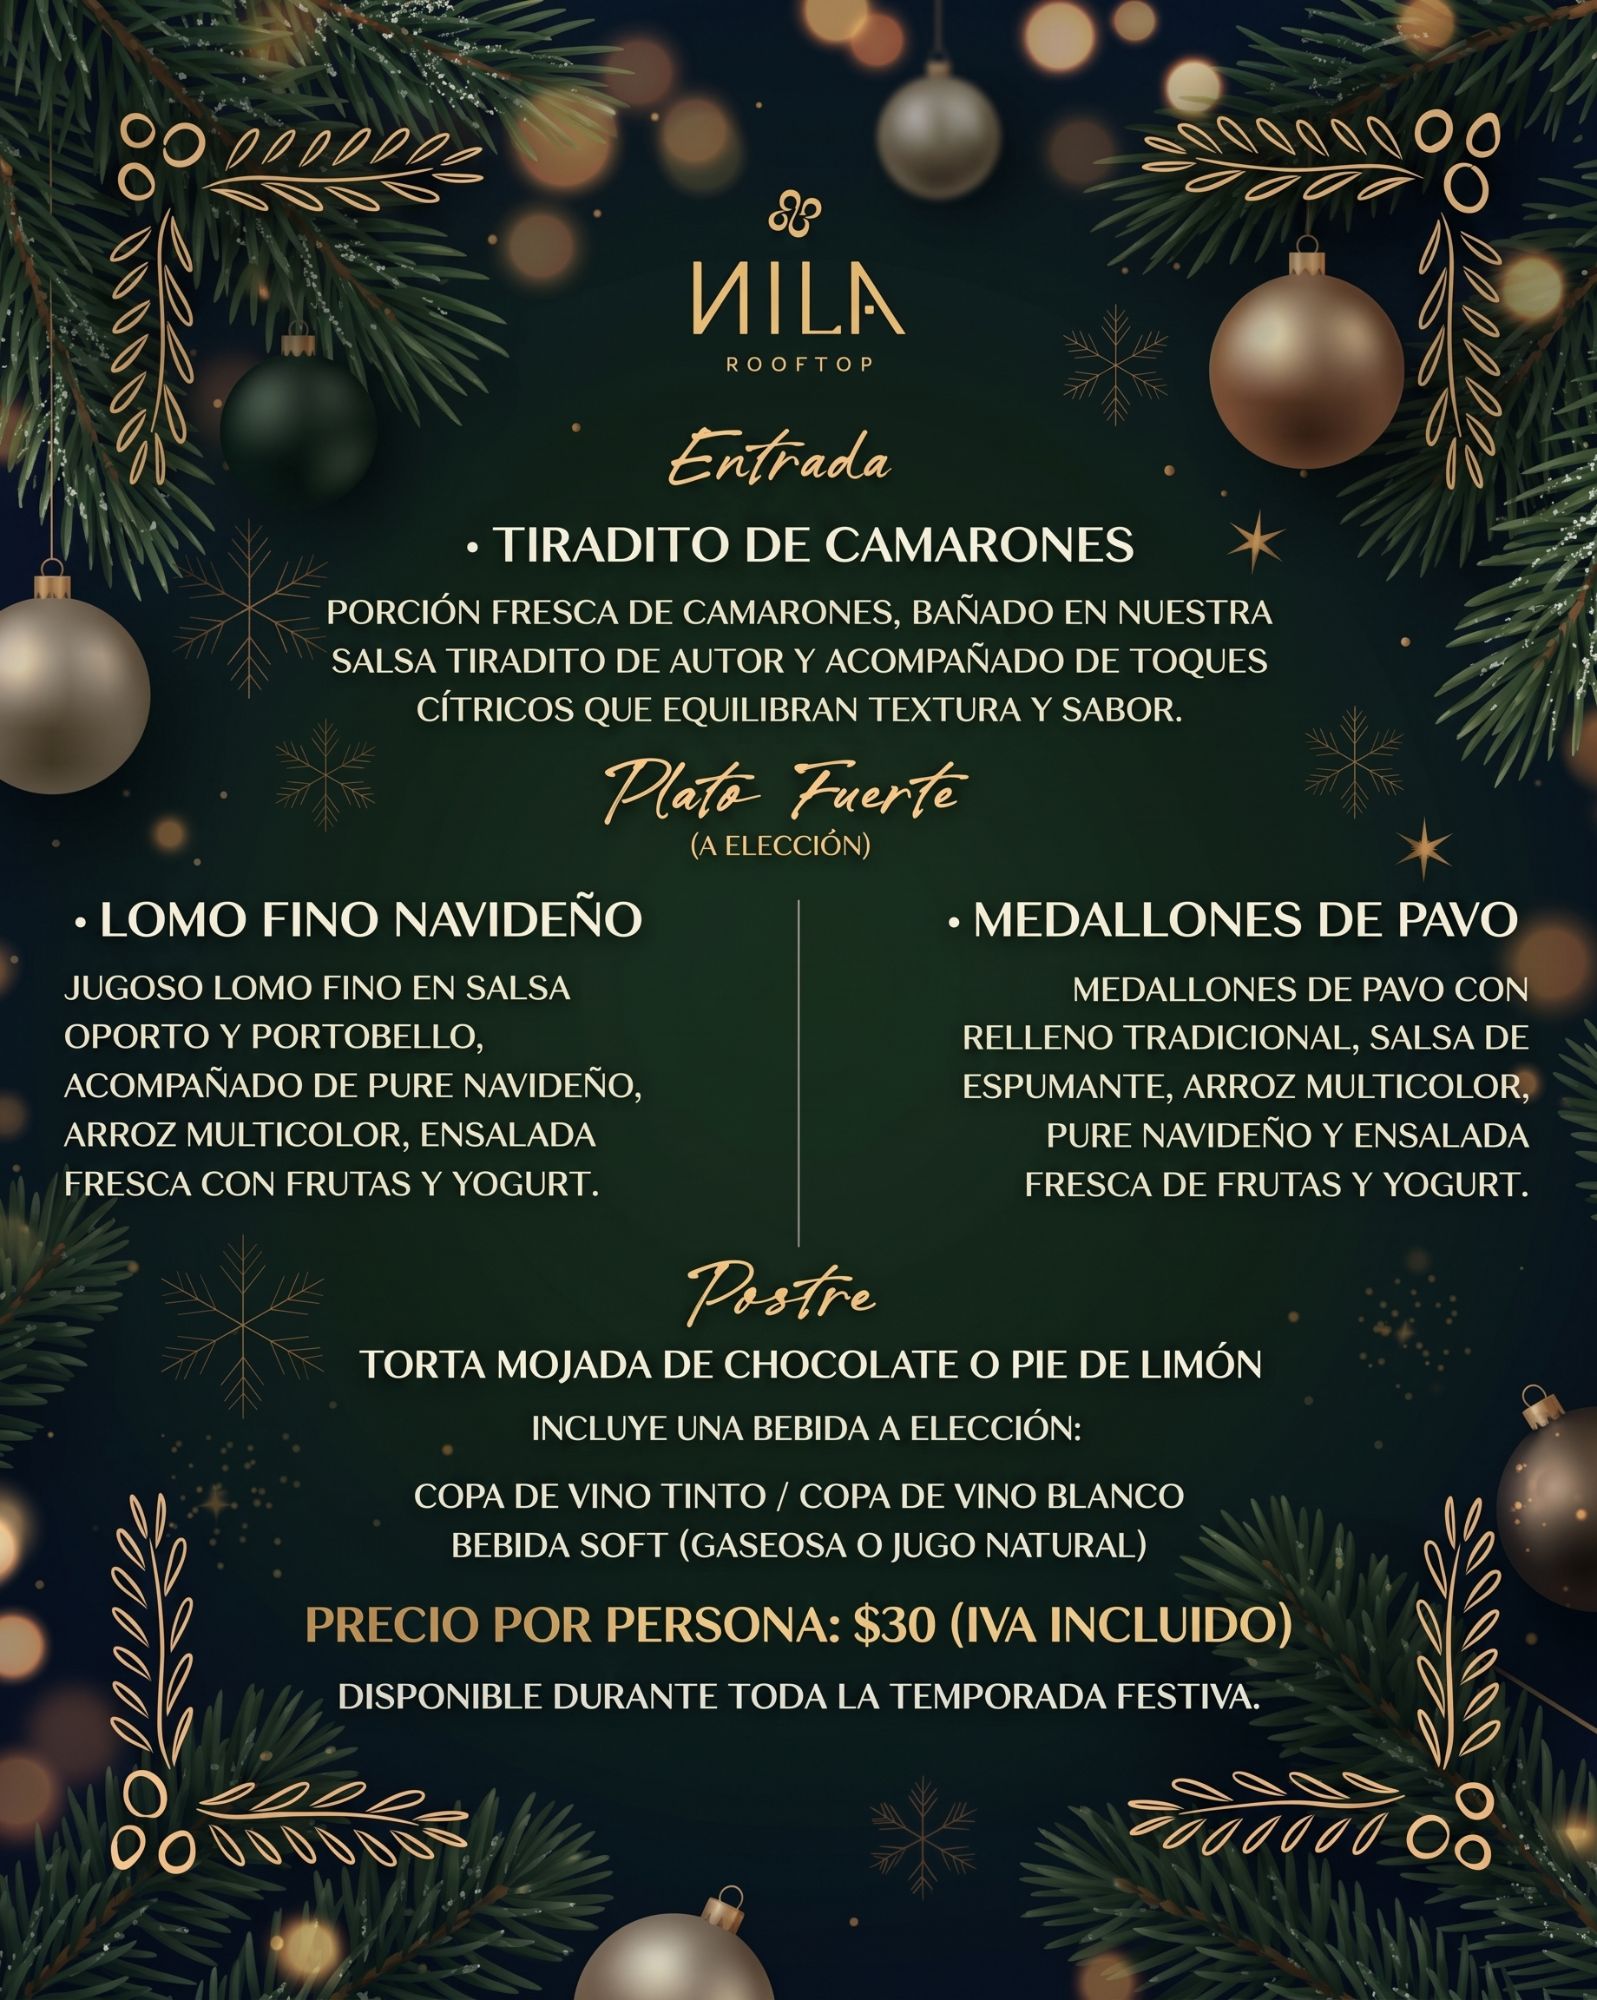 NILA
ROOFTOP
Entrada
• TIRADITO DE CAMARONES
PORCIÓN FRESCA DE CAMARONES, BAÑADO EN NUESTRA
SALSA TIRADITO DE AUTOR Y ACOMPAÑADO DE TOQUES
CÍTRICOS QUE EQUILIBRAN TEXTURA Y SABOR.
Plato Fuerte
(A ELECCIÓN)
• LOMO FINO NAVIDEÑO
JUGOSO LOMO FINO EN SALSA
OPORTO Y PORTOBELLO,
ACOMPAÑADO DE PURE NAVIDEÑO,
ARROZ MULTICOLOR, ENSALADA
FRESCA CON FRUTAS Y YOGURT.
• MEDALLONES DE PAVO
MEDALLONES DE PAVO CON
RELLENO TRADICIONAL, SALSA DE
ESPUMANTE, ARROZ MULTICOLOR,
PURE NAVIDEÑO Y ENSALADA
FRESCA DE FRUTAS Y YOGURT.
Postre
TORTA MOJADA DE CHOCOLATE O PIE DE LIMÓN
INCLUYE UNA BEBIDA A ELECCIÓN:
COPA DE VINO TINTO / COPA DE VINO BLANCO
BEBIDA SOFT (GASEOSA O JUGO NATURAL)
PRECIO POR PERSONA: $30 (IVA INCLUIDO)
DISPONIBLE DURANTE TODA LA TEMPORADA FESTIVA.